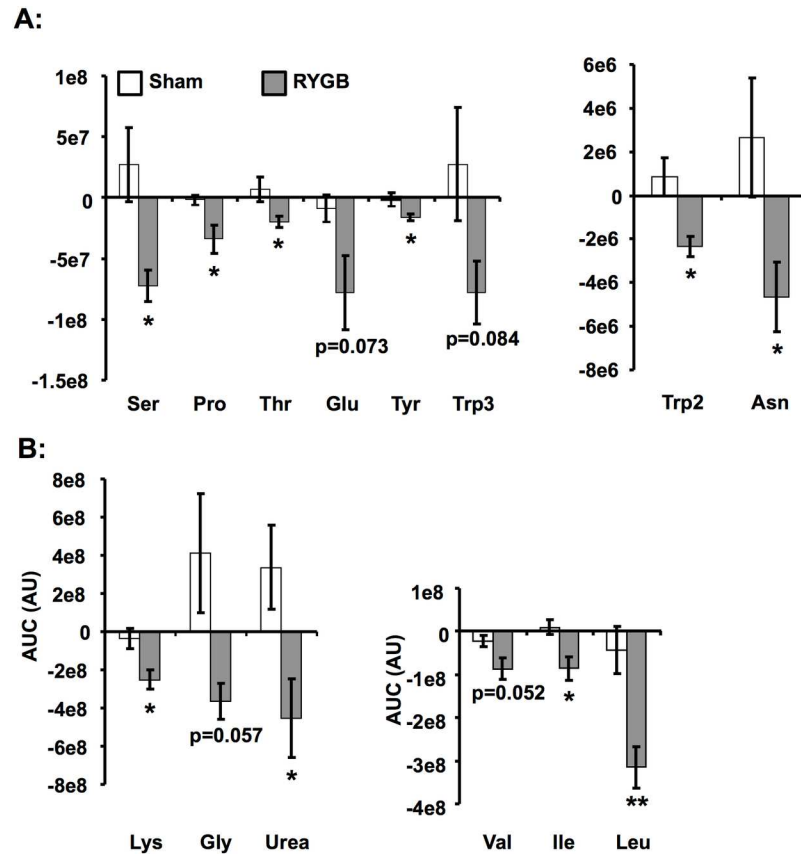 A:
Sham
RYGB
1e8
5e7
0
-5e7
-1e8
-1.5e8
*
*
*
p=0.073
*
p=0.084
Ser Pro Thr Glu Tyr Trp3
6e6
4e6
2e6
0
-2e6
-4e6
-6e6
-8e6
*
*
Trp2 Asn
B:
AUC (AU)
8e8
6e8
4e8
2e8
0
-2e8
-4e8
-6e8
-8e8
*
p=0.057
*
Lys Gly Urea
AUC (AU)
1e8
0
-1e8
-2e8
-3e8
-4e8
p=0.052
*
**
Val Ile Leu